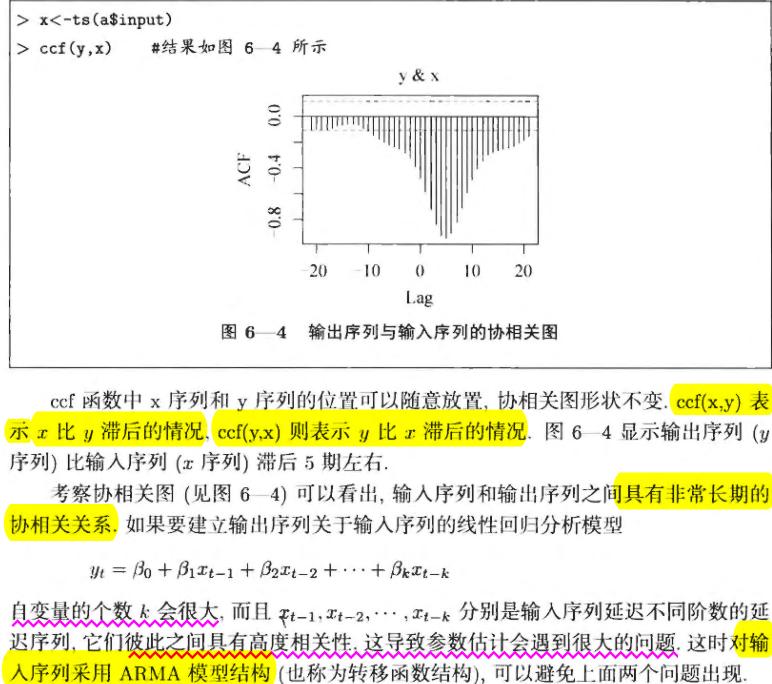 > x<-ts(a$input)
> ccf(y,x) #结果如图 6—4 所示
y & x
0.0
-0.4
-0.8
ACF
-20 -10 0 10 20
Lag
图 6—4 输出序列与输入序列的协相关图
ccf 函数中 x 序列和 y 序列的位置可以随意放置, 协相关图形状不变. ccf(x,y) 表
示 x 比 y 滞后的情况, ccf(y,x) 则表示 y 比 x 滞后的情况. 图 6—4 显示输出序列 (y
序列) 比输入序列 (x 序列) 滞后 5 期左右.
考察协相关图 (见图 6—4) 可以看出, 输入序列和输出序列之间具有非常长期的
协相关关系. 如果要建立输出序列关于输入序列的线性回归分析模型
yₜ = β₀ + β₁xₜ₋₁ + β₂xₜ₋₂ + ··· + βₖxₜ₋ₖ
自变量的个数 k 会很大, 而且 xₜ₋₁, xₜ₋₂, ··· , xₜ₋ₖ 分别是输入序列延迟不同阶数的延
迟序列, 它们彼此之间具有高度相关性. 这导致参数估计会遇到很大的问题. 这时对输
入序列采用 ARMA 模型结构 (也称为转移函数结构), 可以避免上面两个问题出现.